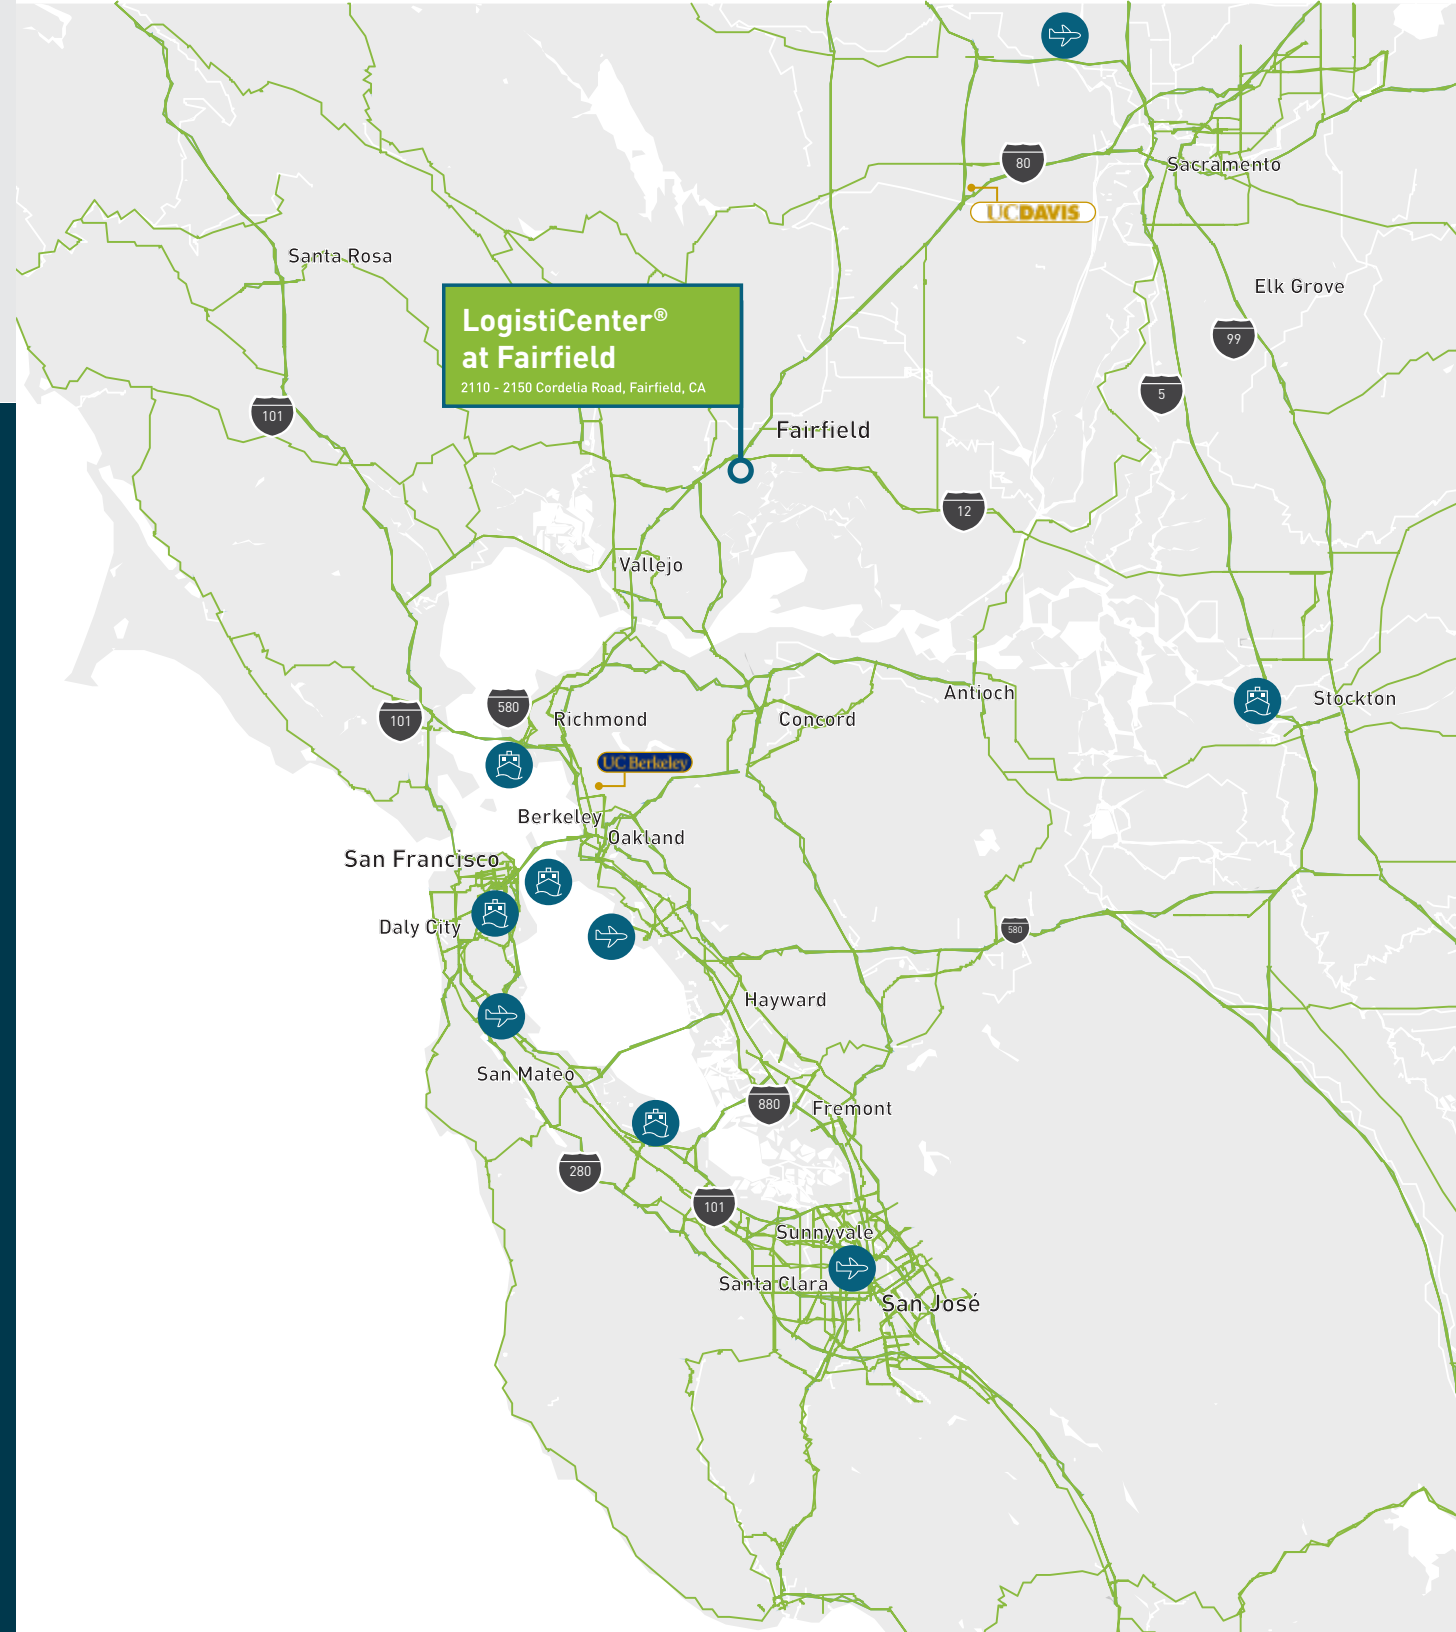 80
Sacramento
UCDAVIS
Santa Rosa
Elk Grove
LogistiCenter®
at Fairfield
2110 - 2150 Cordelia Road, Fairfield, CA
99
5
101
Fairfield
12
Vallejo
Antioch
Stockton
580
101
Richmond
Concord
UC Berkeley
Berkeley
Oakland
San Francisco
Daly City
580
Hayward
San Mateo
880
Fremont
280
101
Sunnyvale
Santa Clara
San José